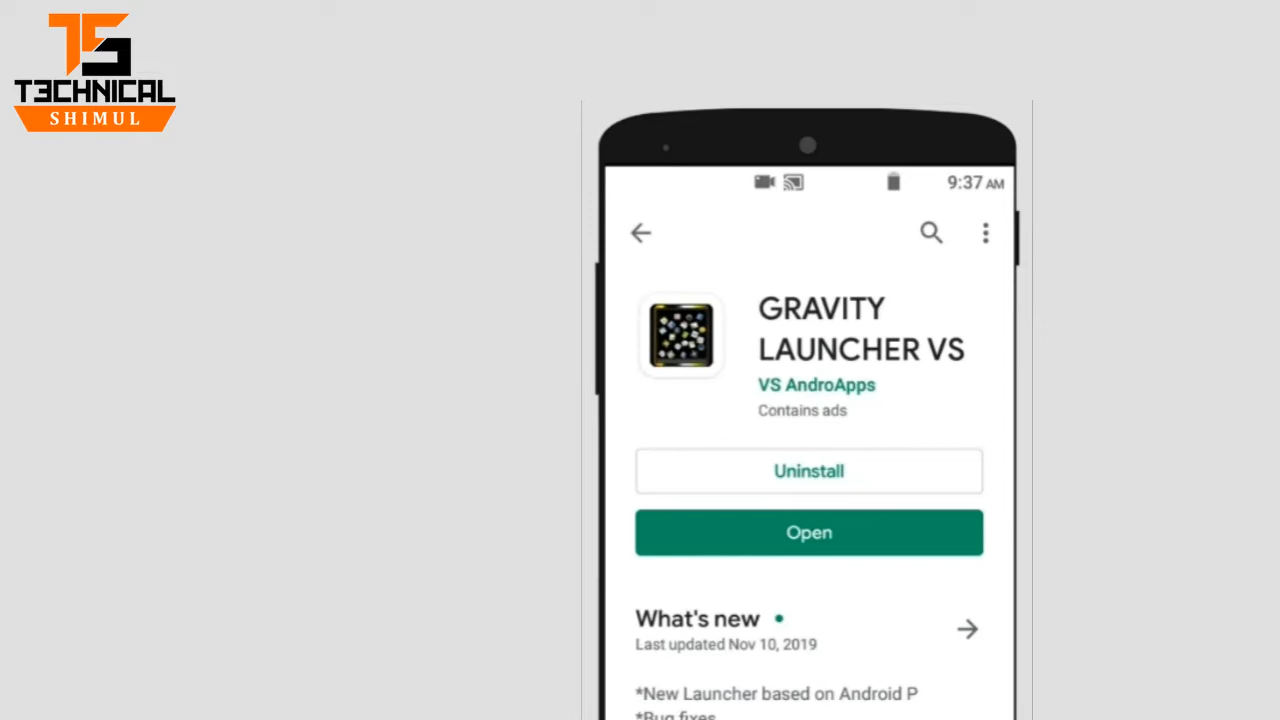 TS
T3CHNICAL
SHIMUL
9:37 AM
GRAVITY
LAUNCHER VS
VS AndroApps
Contains ads
Uninstall
Open
What's new
Last updated Nov 10, 2019
*New Launcher based on Android P
*Bug fixes